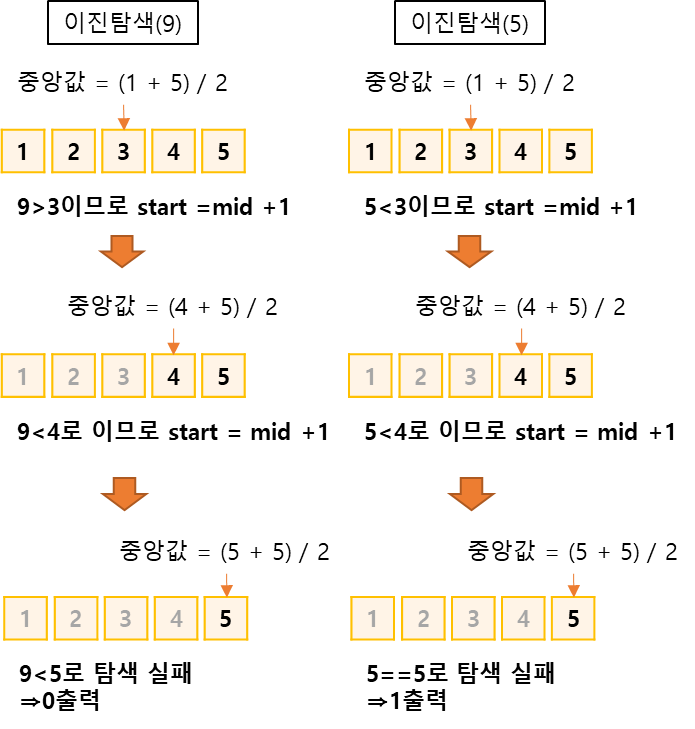 이진탐색(9)
중앙값 = (1 + 5) / 2
1 2 3 4 5
9>3이므로 start =mid +1
중앙값 = (4 + 5) / 2
1 2 3 4 5
9<4로 이므로 start = mid +1
중앙값 = (5 + 5) / 2
1 2 3 4 5
9<5로 탐색 실패
⇒0출력
이진탐색(5)
중앙값 = (1 + 5) / 2
1 2 3 4 5
5<3이므로 start =mid +1
중앙값 = (4 + 5) / 2
1 2 3 4 5
5<4로 이므로 start = mid +1
중앙값 = (5 + 5) / 2
1 2 3 4 5
5==5로 탐색 실패
⇒1출력